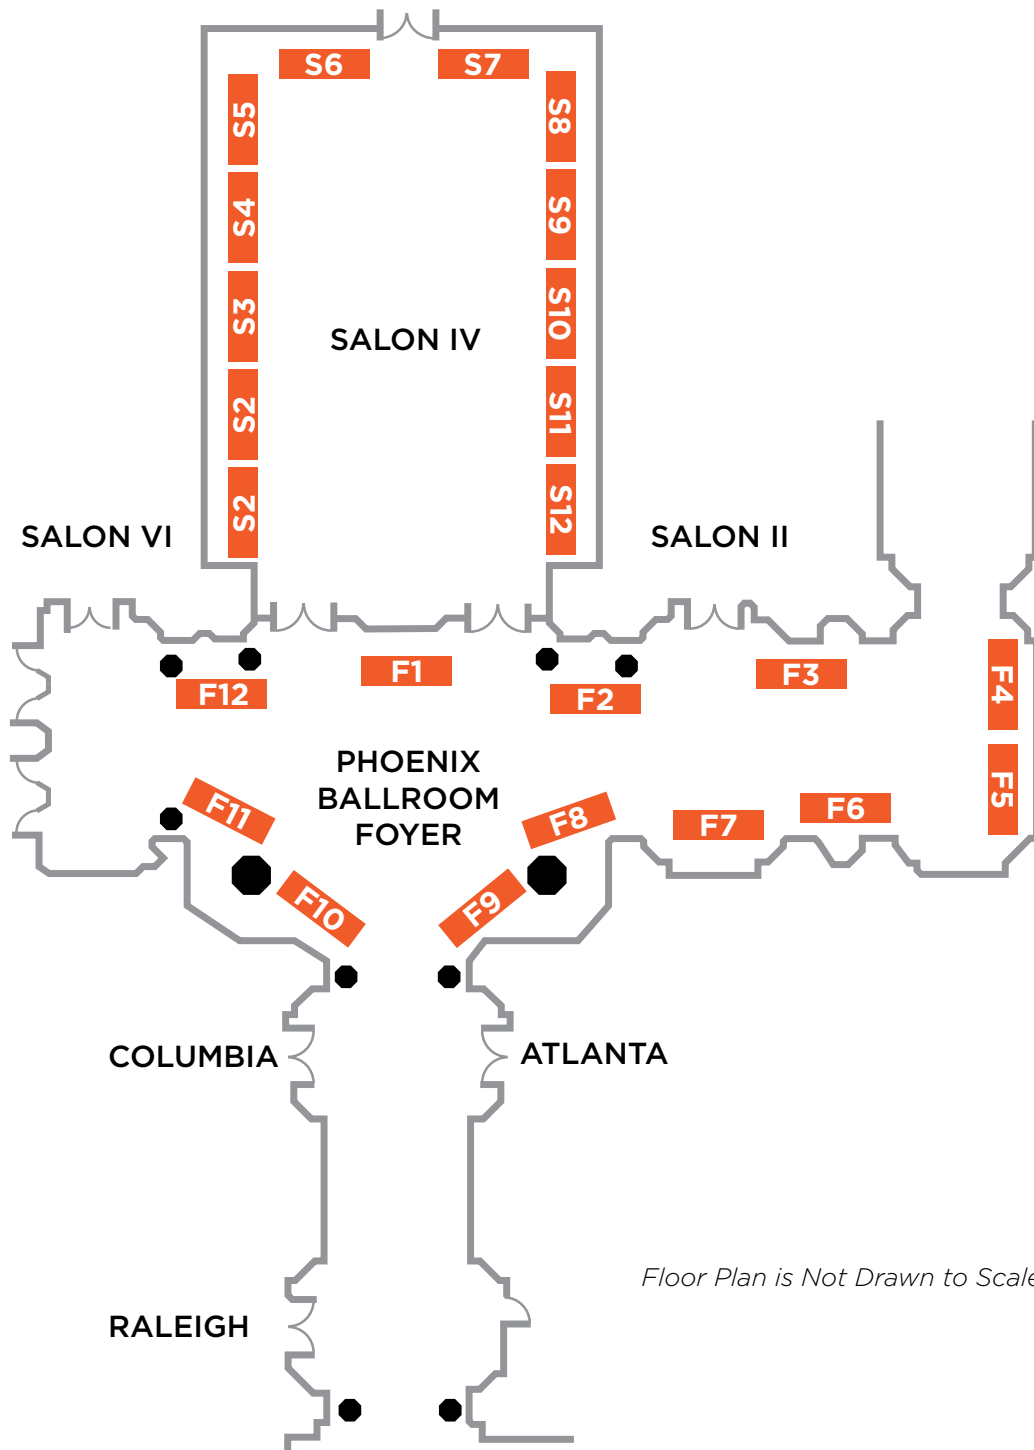 S6
S7
S5
S8
S4
S9
S3
S10
SALON IV
S2
S11
S2
S12
SALON VI
SALON II
F12
F1
F2
F3
F4
F5
PHOENIX
BALLROOM
FOYER
F11
F8
F7
F6
F10
F9
COLUMBIA
ATLANTA
Floor Plan is Not Drawn to Scale
RALEIGH